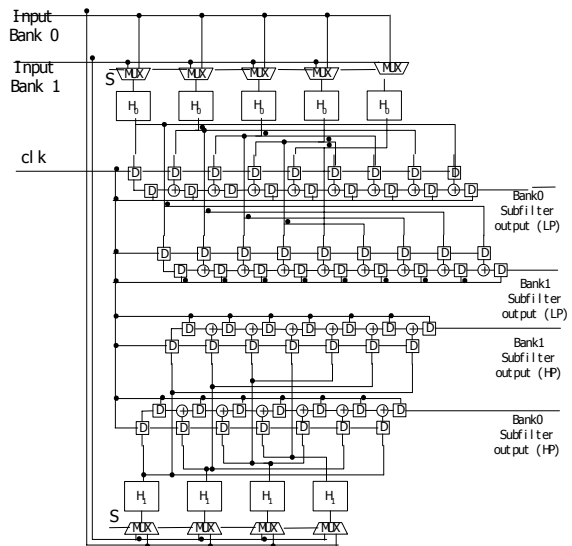 Input
Bank 0
Input
Bank 1
S
MUX MUX MUX MUX MUX
H0 H0 H0 H0 H0
clk
D D D D D D D D D
D + D + D + D + D + D + D + D + D
Bank0
Subfilter
output (LP)
D D D D D D D D D
D + D + D + D + D + D + D + D + D
Bank1
Subfilter
output (LP)
D + D + D + D + D + D + D
D D D D D D D
Bank1
Subfilter
output (HP)
D + D + D + D + D + D + D
D D D D D D D
Bank0
Subfilter
output (HP)
H1 H1 H1 H1
S
MUX MUX MUX MUX